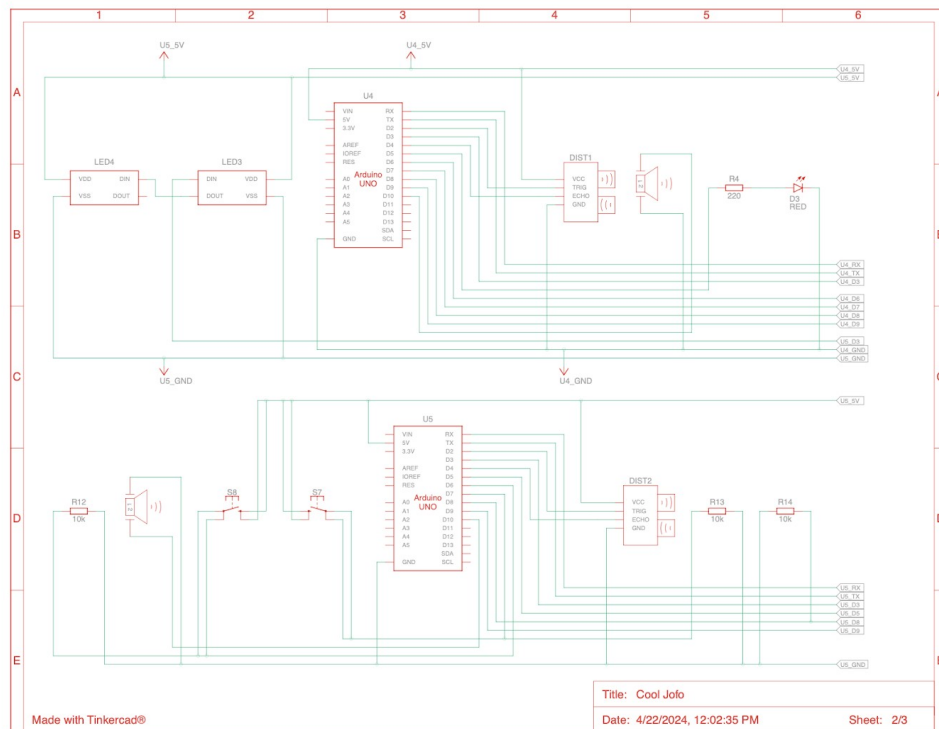 1 2 3 4 5 6
A
B
C
D
E
U5_5V
U4_5V
U4_5V
U5_5V
U4
VIN
5V
3.3V
AREF
IOREF
RES
A0
A1
A2
A3
A4
A5
GND
Arduino
UNO
RX
TX
D2
D3
D4
D5
D6
D7
D8
D9
D10
D11
D12
D13
SDA
SCL
LED4
VDD
VSS DOUT
LED3
DIN VDD
DOUT VSS
DIST1
VCC
TRIG
ECHO
GND
R4
220
D3
RED
U4_RX
U4_TX
U4_D3
U4_D6
U4_D7
U4_D8
U4_D9
U5_D3
U4_GND
U5_GND
U5_GND
U4_GND
U5_5V
U5
VIN
5V
3.3V
AREF
IOREF
RES
A0
A1
A2
A3
A4
A5
GND
Arduino
UNO
RX
TX
D2
D3
D4
D5
D6
D7
D8
D9
D10
D11
D12
D13
SDA
SCL
R12
10k
S8
S7
DIST2
VCC
TRIG
ECHO
GND
R13
10k
R14
10k
U5_RX
U5_TX
U5_D3
U5_D5
U5_D8
U5_D9
U5_GND
Title: Cool Jofo
Made with Tinkercad®
Date: 4/22/2024, 12:02:35 PM Sheet: 2/3